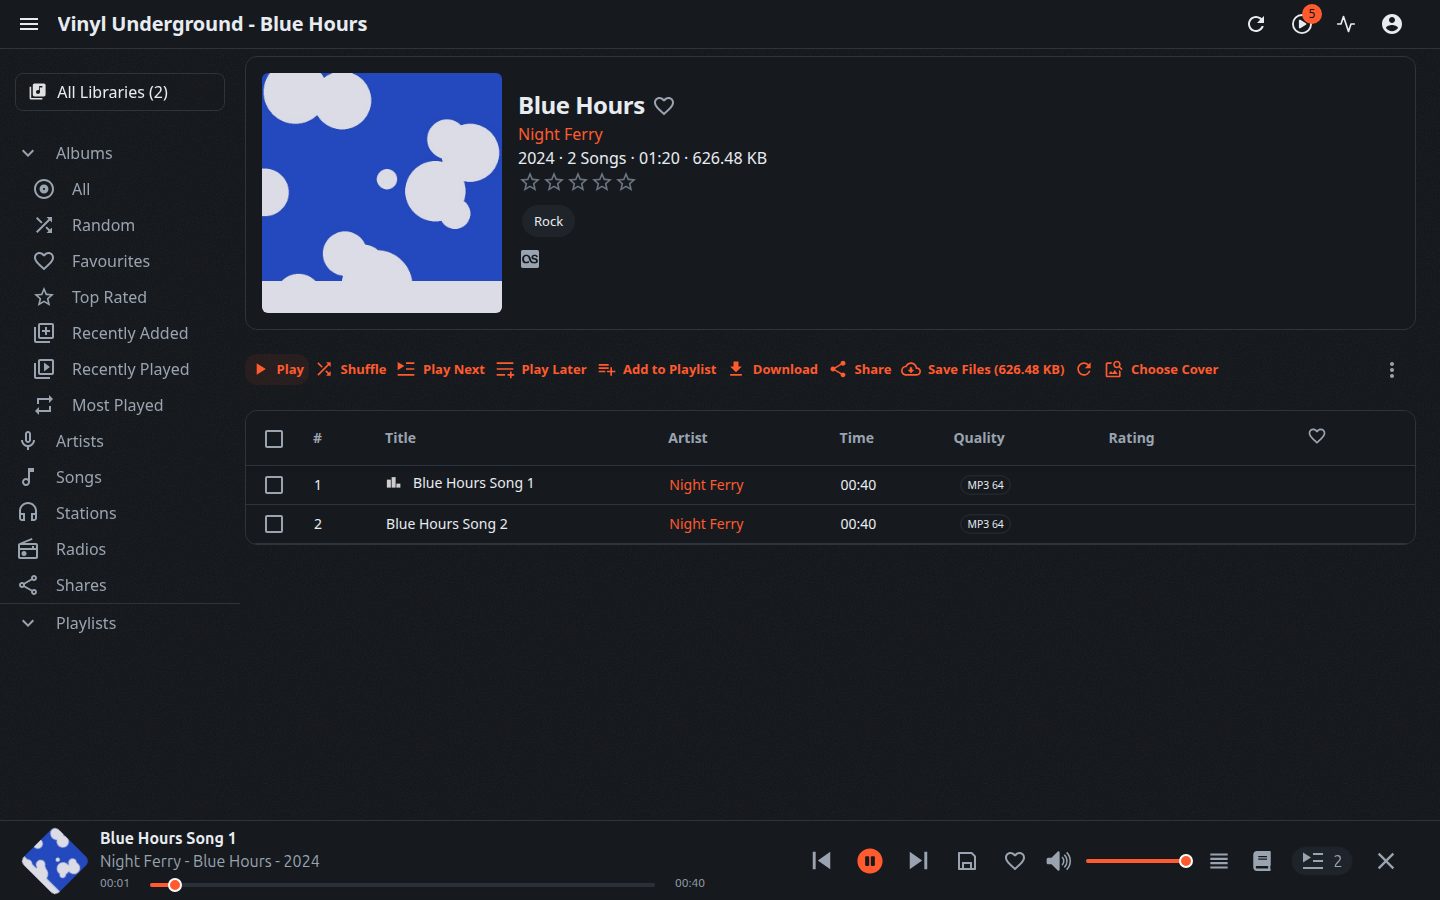 Vinyl Underground - Blue Hours
5
All Libraries (2)
Albums
All
Random
Favourites
Top Rated
Recently Added
Recently Played
Most Played
Artists
Songs
Stations
Radios
Shares
Playlists
Blue Hours
Night Ferry
2024 · 2 Songs · 01:20 · 626.48 KB
Rock
Play Shuffle Play Next Play Later Add to Playlist Download Share Save Files (626.48 KB) Choose Cover
# Title Artist Time Quality Rating
1 Blue Hours Song 1 Night Ferry 00:40 MP3 64
2 Blue Hours Song 2 Night Ferry 00:40 MP3 64
Blue Hours Song 1
Night Ferry - Blue Hours - 2024
00:01 00:40
2